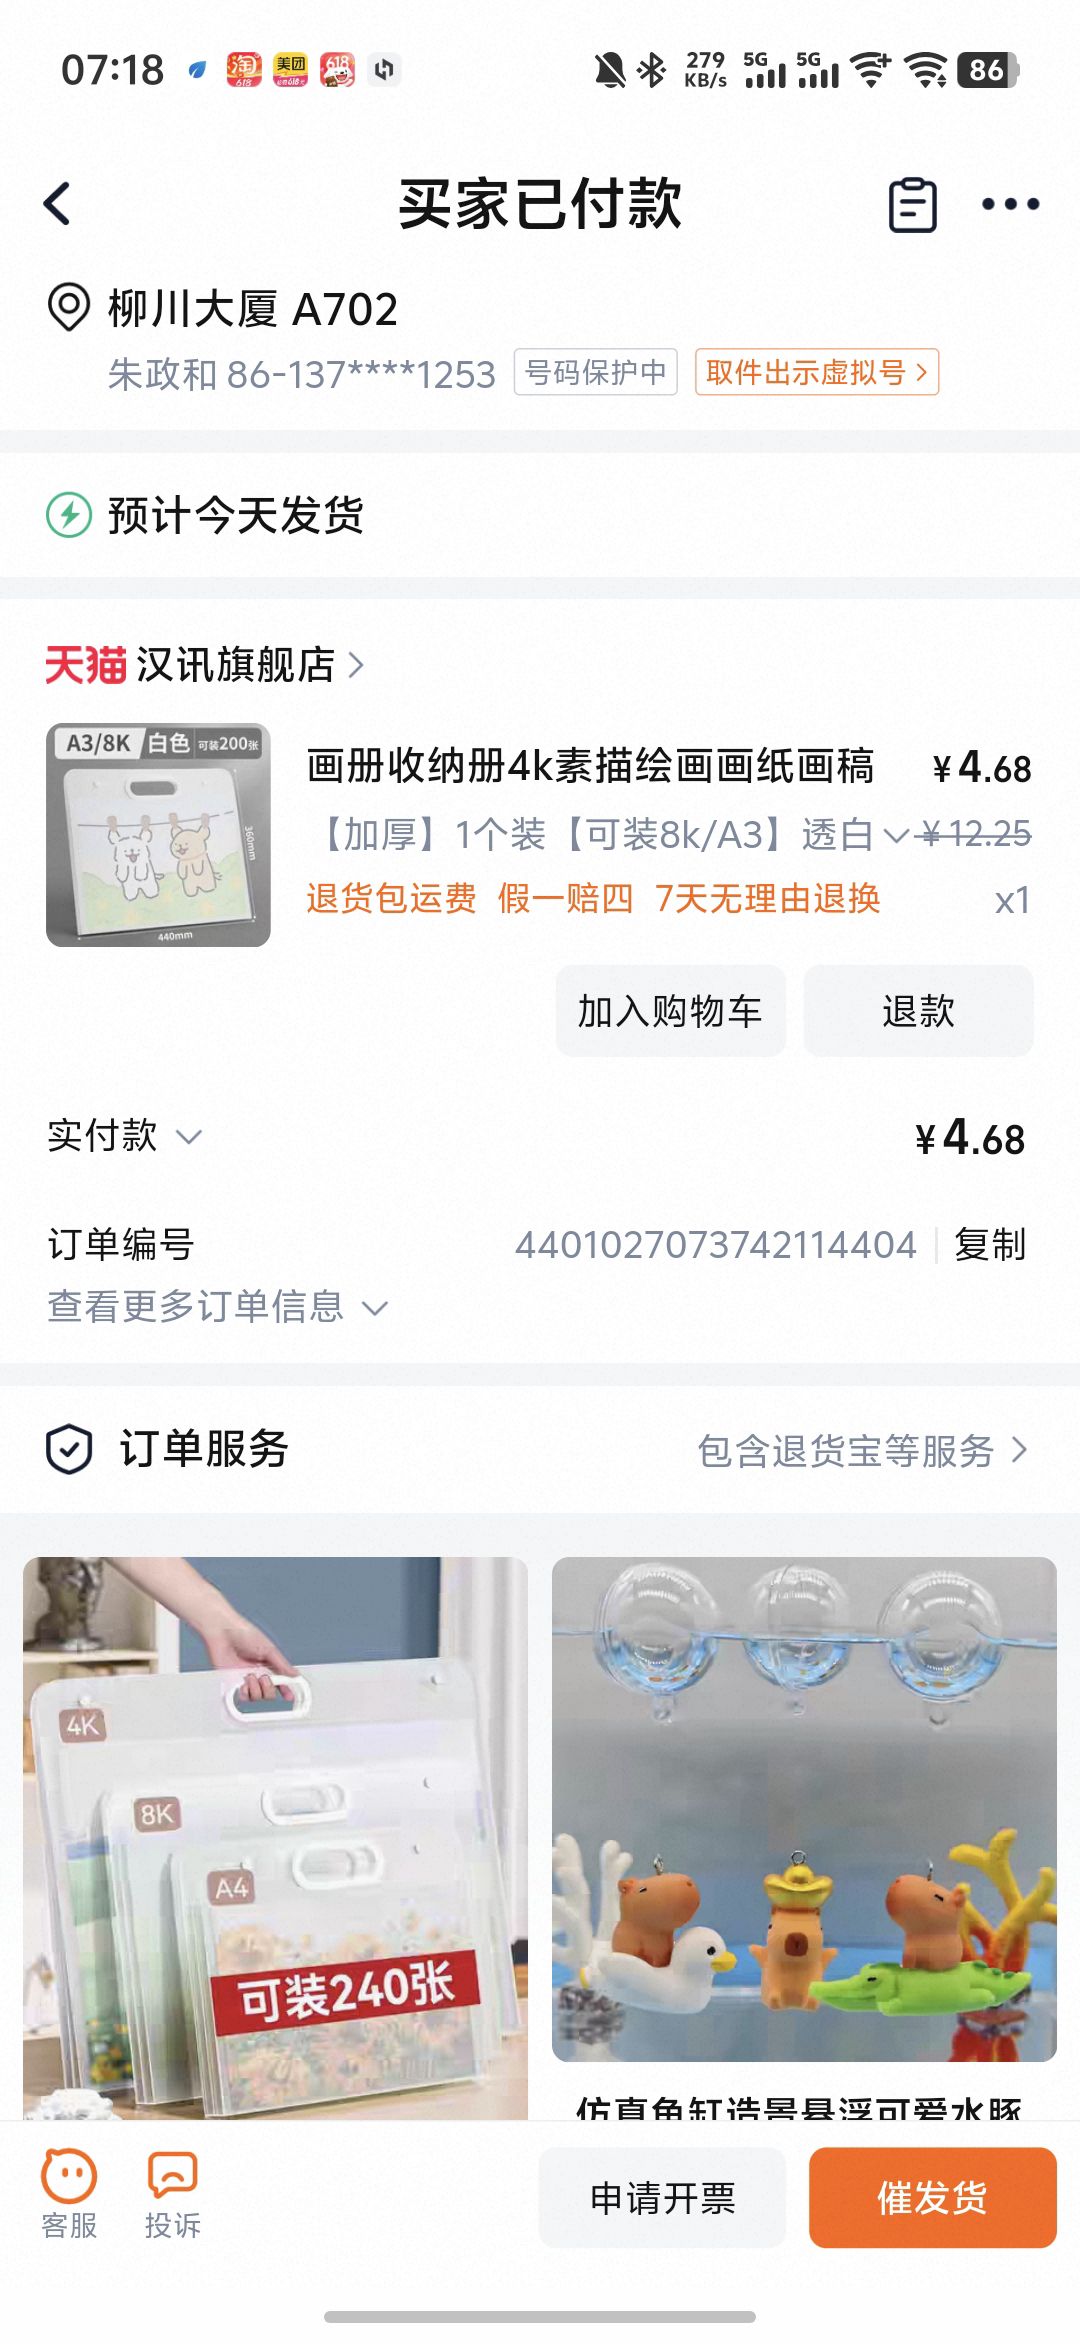 07:18
淘
618
美团
618
279
KB/s
5G
5G
86
买家已付款
柳川大厦 A702
朱政和 86-137****1253 号码保护中 取件出示虚拟号
预计今天发货
天猫 汉讯旗舰店
A3/8K 白色 可装200张
360mm
440mm
画册收纳册4k素描绘画画纸画稿 ¥4.68
【加厚】1个装【可装8k/A3】透白 ¥12.25
退货包运费 假一赔四 7天无理由退换 x1
加入购物车 退款
实付款 ¥4.68
订单编号 4401027073742114404 复制
查看更多订单信息
订单服务 包含退货宝等服务
4K
8K
A4
可装240张
仿真鱼缸造景悬浮可爱水豚
客服 投诉 申请开票 催发货